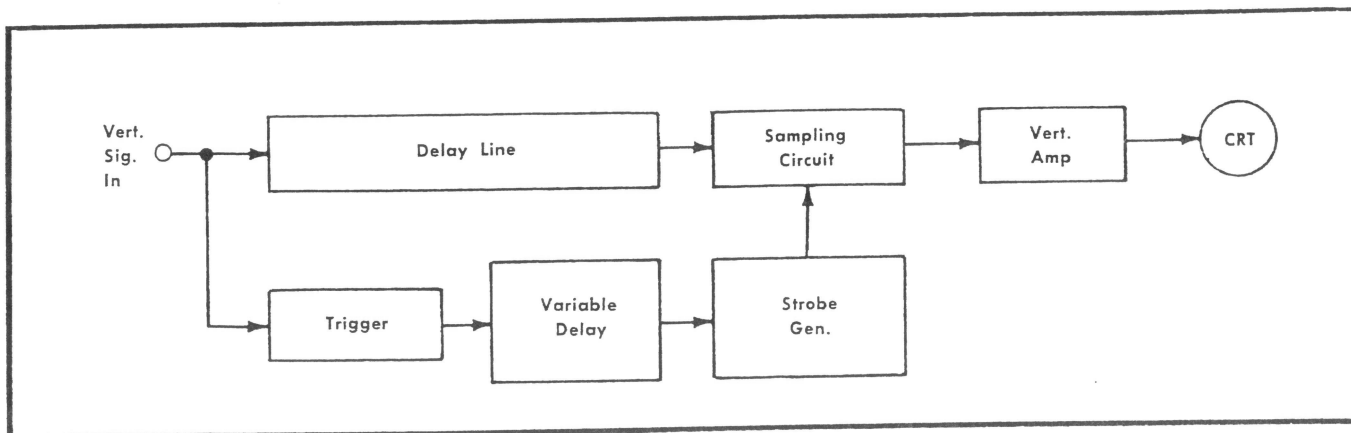 Vert.
Sig.
In
Delay Line
Sampling
Circuit
Vert.
Amp
CRT
Trigger
Variable
Delay
Strobe
Gen.